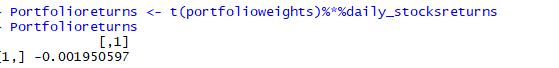 Portfolioreturns <- t(portfolioweights)%*%daily_stocksreturns
Portfolioreturns
[,1]
[1,] -0.001950597